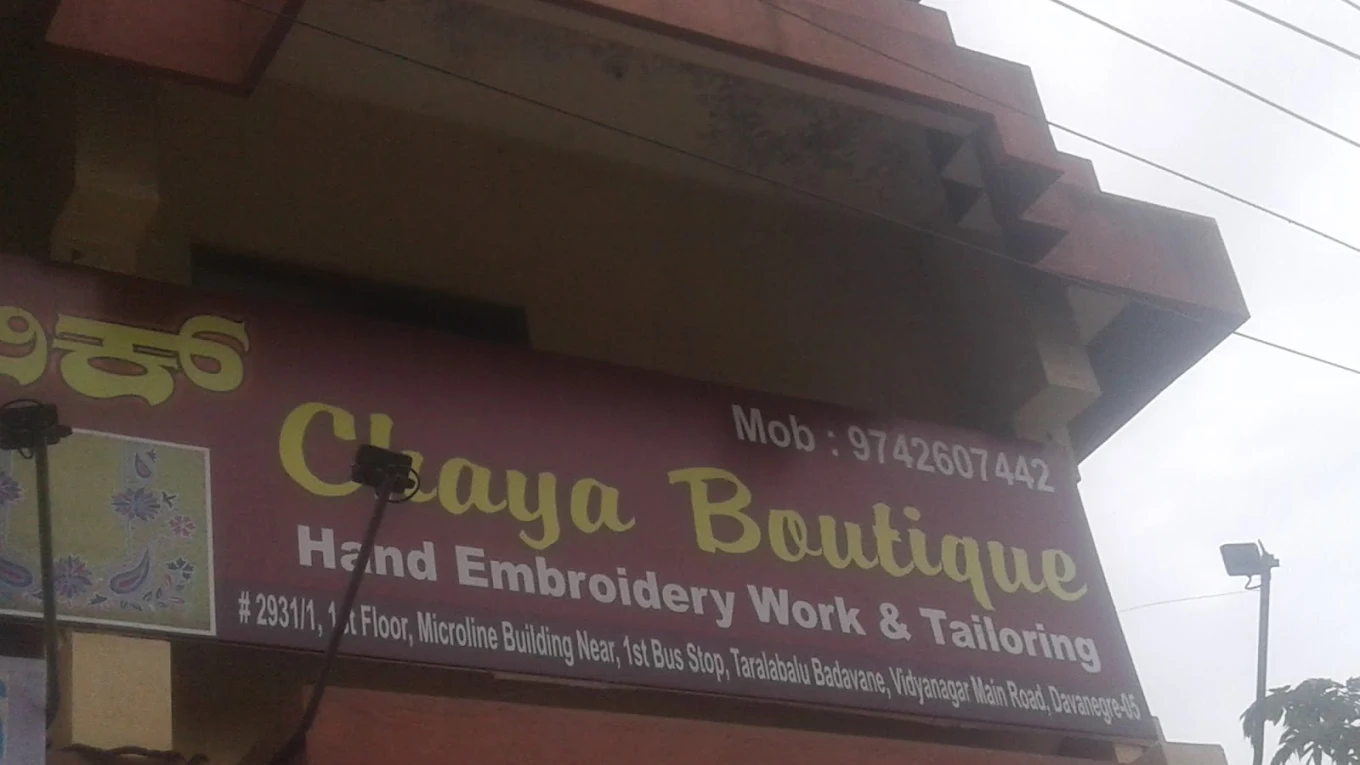 ಿಕ್
Mob : 9742607442
Chaya Boutique
Hand Embroidery Work & Tailoring
# 2931/1, 1st Floor, Microline Building Near, 1st Bus Stop, Taralabalu Badavane, Vidyanagar Main Road, Davanegre-05